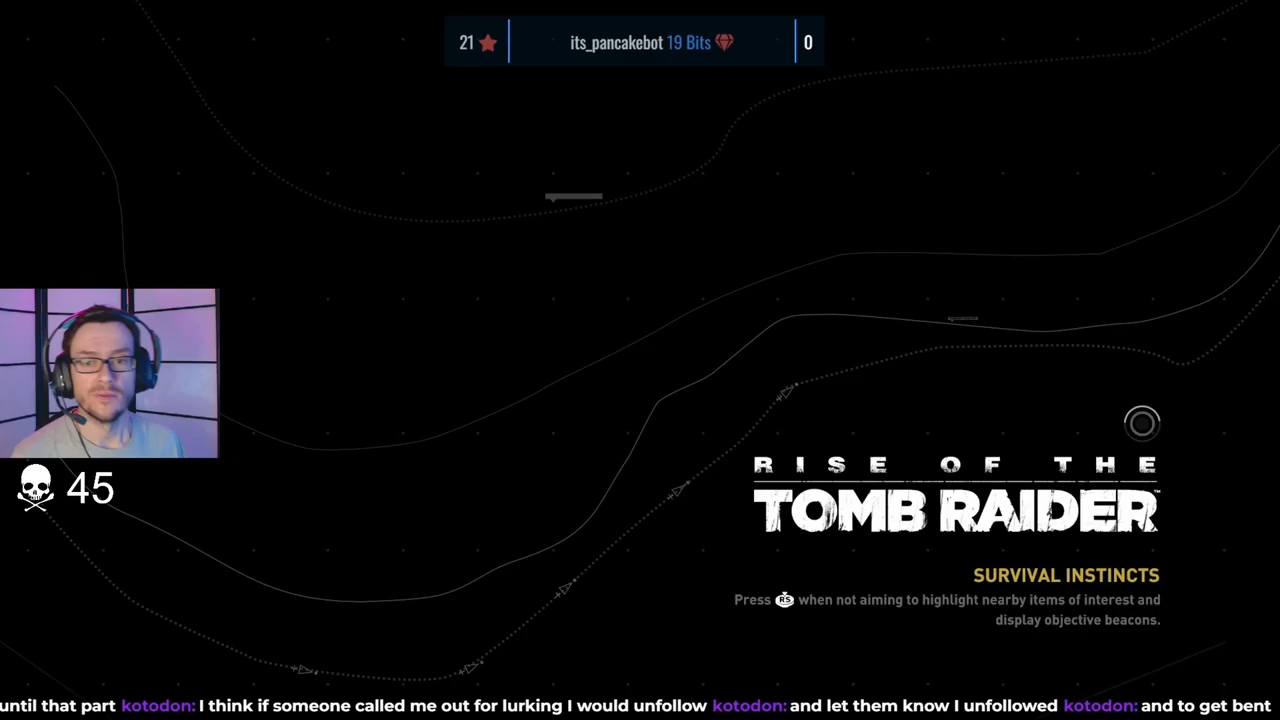 21 its_pancakebot 19 Bits 0
45
RISE OF THE
TOMB RAIDER™
SURVIVAL INSTINCTS
Press RS when not aiming to highlight nearby items of interest and
display objective beacons.
until that part kotodon: I think if someone called me out for lurking I would unfollow kotodon: and let them know I unfollowed kotodon: and to get bent